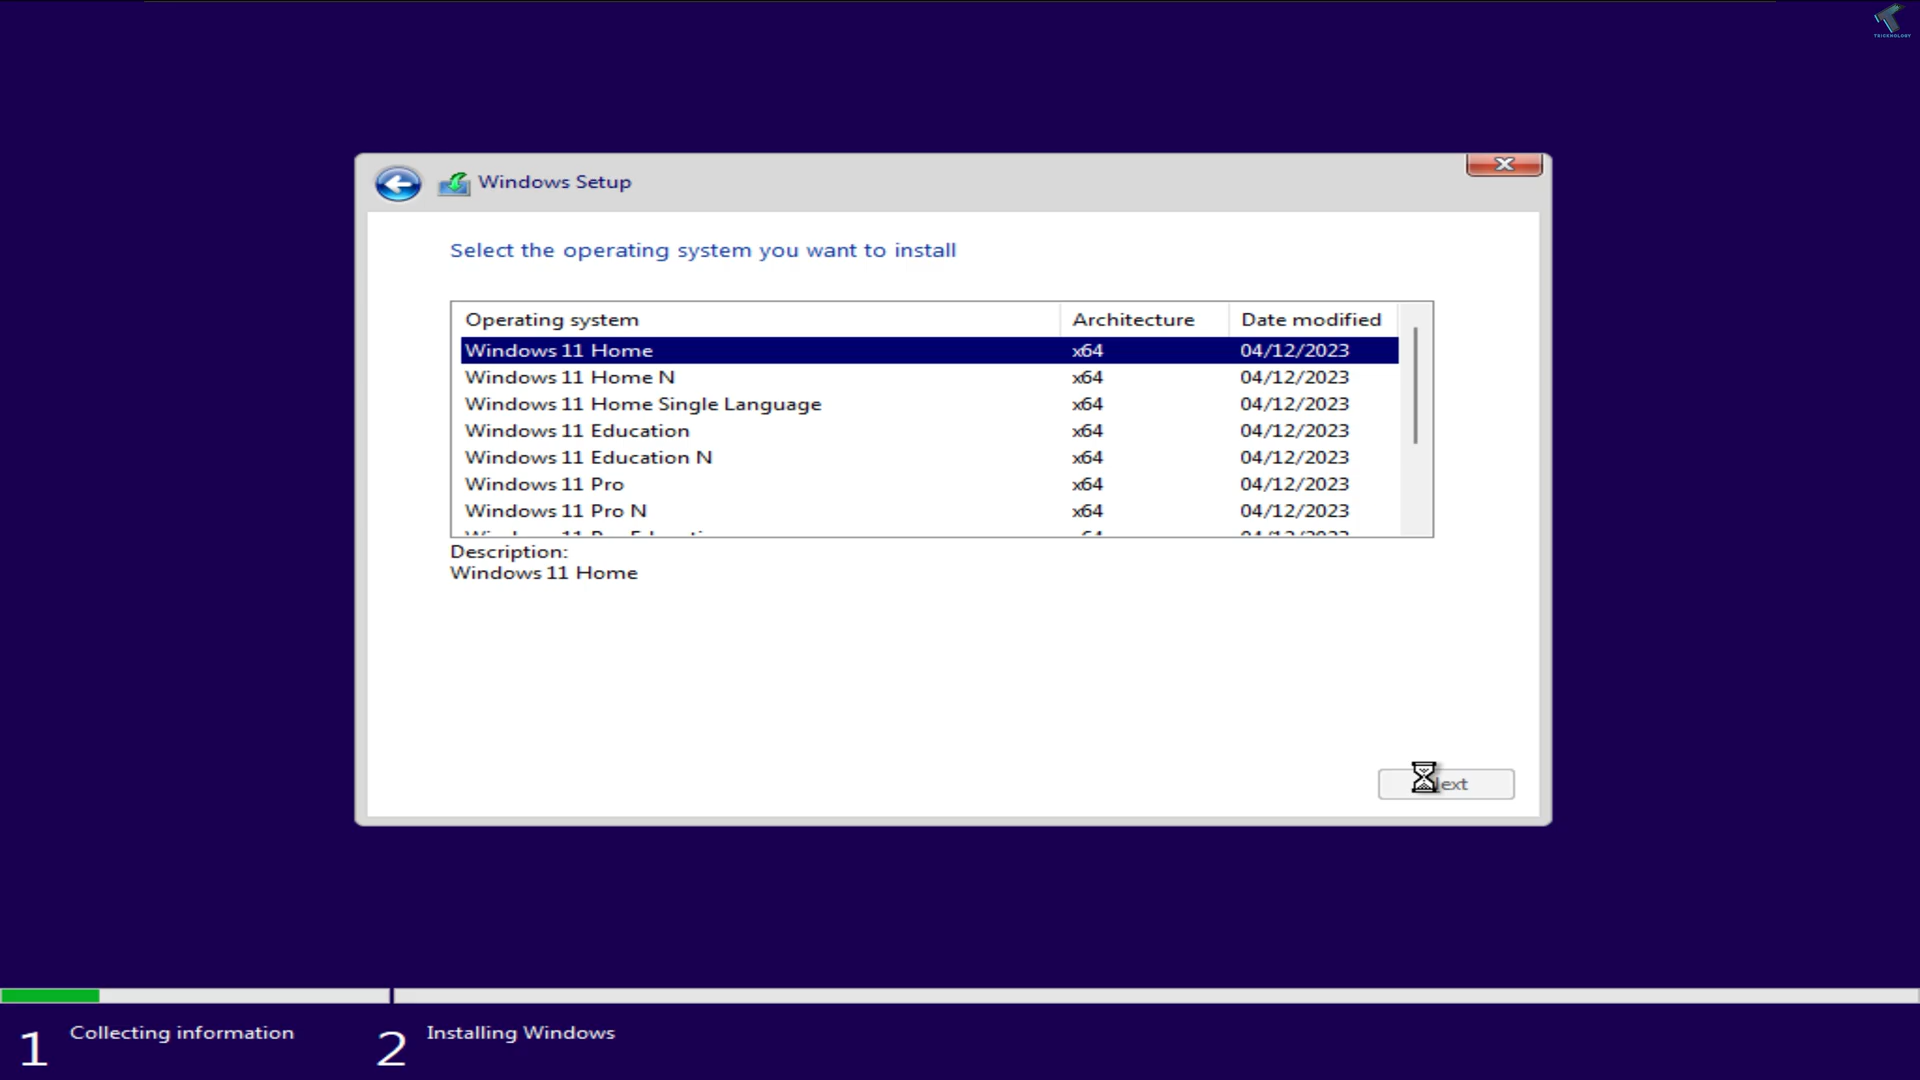 TRICKNOLOGY
Windows Setup
Select the operating system you want to install
Operating system Architecture Date modified
Windows 11 Home x64 04/12/2023
Windows 11 Home N x64 04/12/2023
Windows 11 Home Single Language x64 04/12/2023
Windows 11 Education x64 04/12/2023
Windows 11 Education N x64 04/12/2023
Windows 11 Pro x64 04/12/2023
Windows 11 Pro N x64 04/12/2023
Description:
Windows 11 Home
1 Collecting information 2 Installing Windows